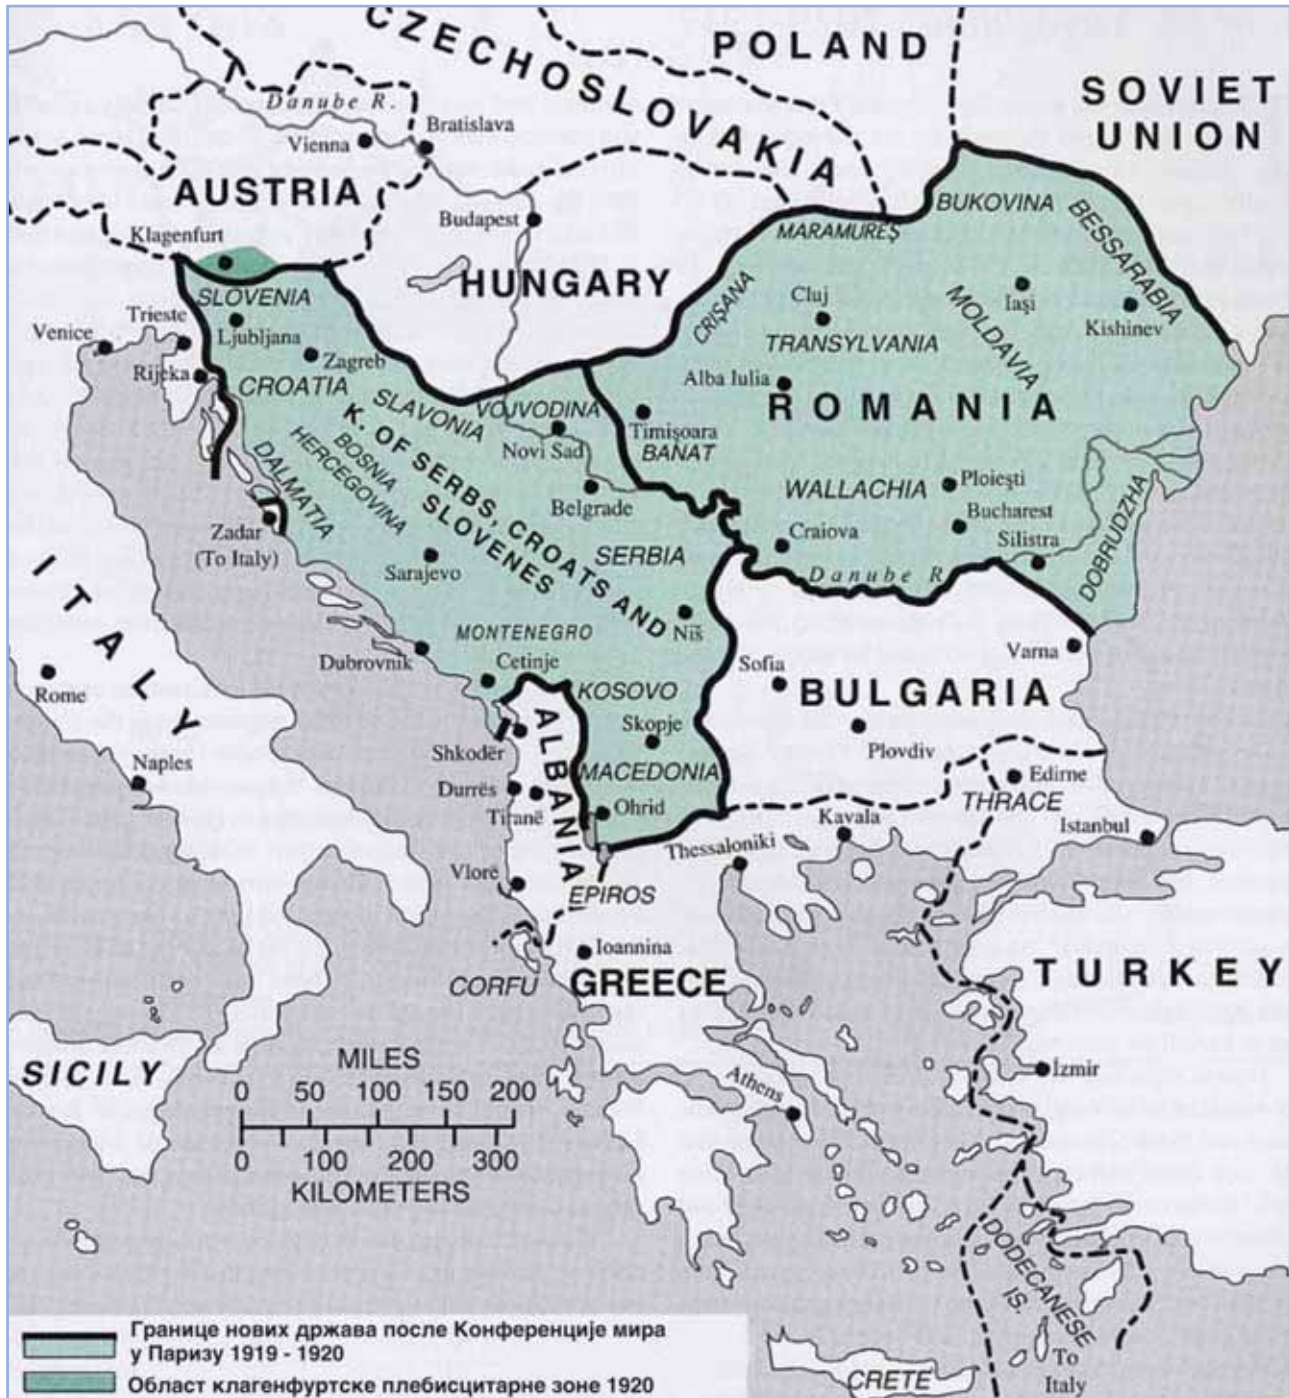 CZECHOSLOVAKIA
POLAND
SOVIET
UNION
Danube R.
Vienna
Bratislava
AUSTRIA
Klagenfurt
Budapest
HUNGARY
BUKOVINA
BESSARABIA
MARAMUREŞ
CRIŞANA
Cluj
Iaşi
Kishinev
MOLDAVIA
TRANSYLVANIA
Alba Iulia
ROMANIA
SLOVENIA
Trieste
Ljubljana
Venice
Zagreb
Rijeka
CROATIA
SLAVONIA
VOJVODINA
Novi Sad
Timişoara
BANAT
K. OF SERBS, CROATS AND
SLOVENES
BOSNIA
HERCEGOVINA
DALMATIA
Belgrade
WALLACHIA
Ploieşti
Bucharest
Silistra
DOBRUDZHA
Craiova
Danube R
Zadar
(To Italy)
Sarajevo
SERBIA
ITALY
Niš
MONTENEGRO
Dubrovnik
Cetinje
Rome
KOSOVO
Sofia
Varna
BULGARIA
Skopje
Plovdiv
ALBANIA
Shkodër
MACEDONIA
Naples
Durrës
Tiranë
Ohrid
Edirne
THRACE
Kavala
Istanbul
Thessaloniki
Vlorë
EPIROS
Ioannina
CORFU
GREECE
TURKEY
SICILY
MILES
0 50 100 150 200
0 100 200 300
KILOMETERS
Athens
İzmir
DODECANESE
IS.
To
Italy
CRETE
Границе нових држава после Конференције мира
у Паризу 1919 - 1920
Област клагенфуртске плебисцитарне зоне 1920